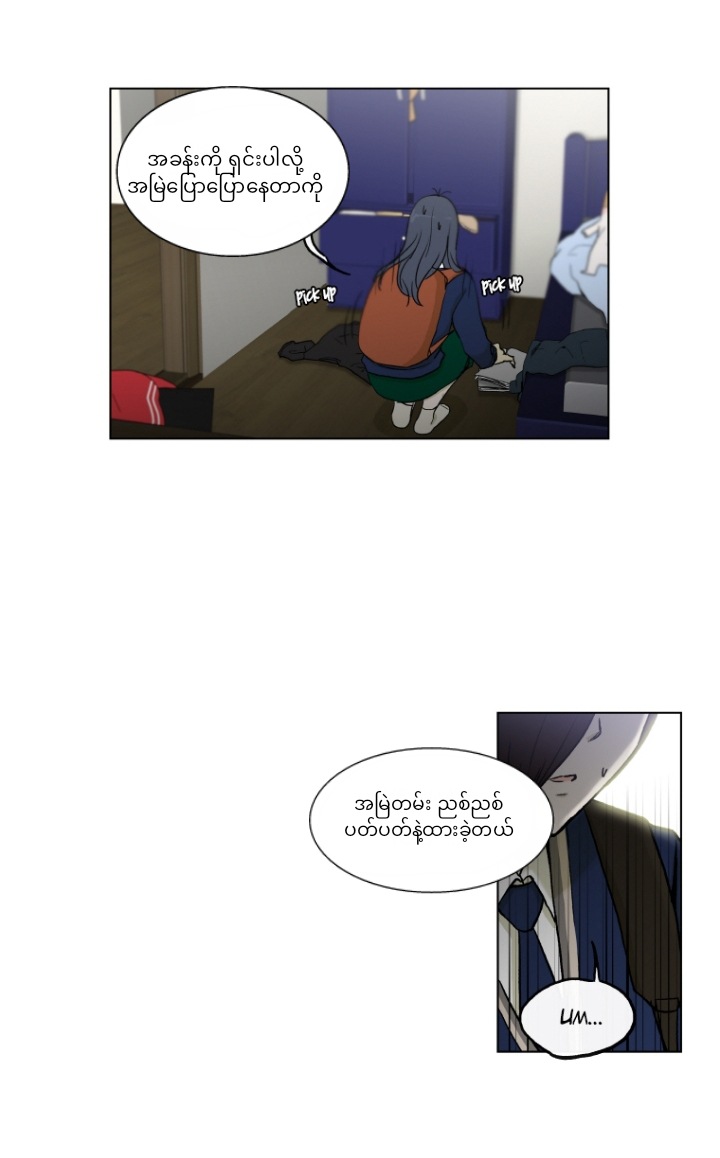 အခန်းကို ရှင်းပါလို့
အမြဲပြောပြောနေတာကို
PICK UP
PICK UP
အမြဲတမ်း ညစ်ညစ်
ပတ်ပတ်နဲ့ထားခဲ့တယ်
UM...